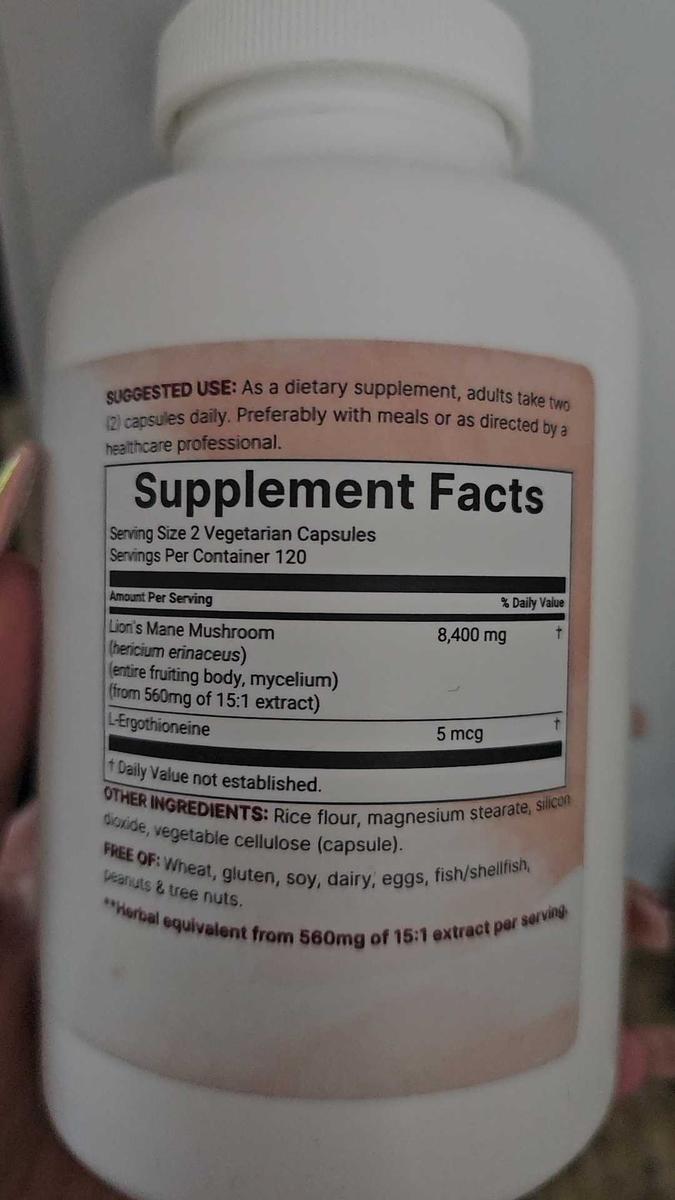 SUGGESTED USE: As a dietary supplement, adults take two
(2) capsules daily. Preferably with meals or as directed by a
healthcare professional.
Supplement Facts
Serving Size 2 Vegetarian Capsules
Servings Per Container 120
Amount Per Serving % Daily Value
Lion's Mane Mushroom 8,400 mg †
(hericium erinaceus)
(entire fruiting body, mycelium)
(from 560mg of 15:1 extract)
L-Ergothioneine 5 mcg †
† Daily Value not established.
OTHER INGREDIENTS: Rice flour, magnesium stearate, silicon
dioxide, vegetable cellulose (capsule).
FREE OF: Wheat, gluten, soy, dairy, eggs, fish/shellfish,
peanuts & tree nuts.
**Herbal equivalent from 560mg of 15:1 extract per serving.